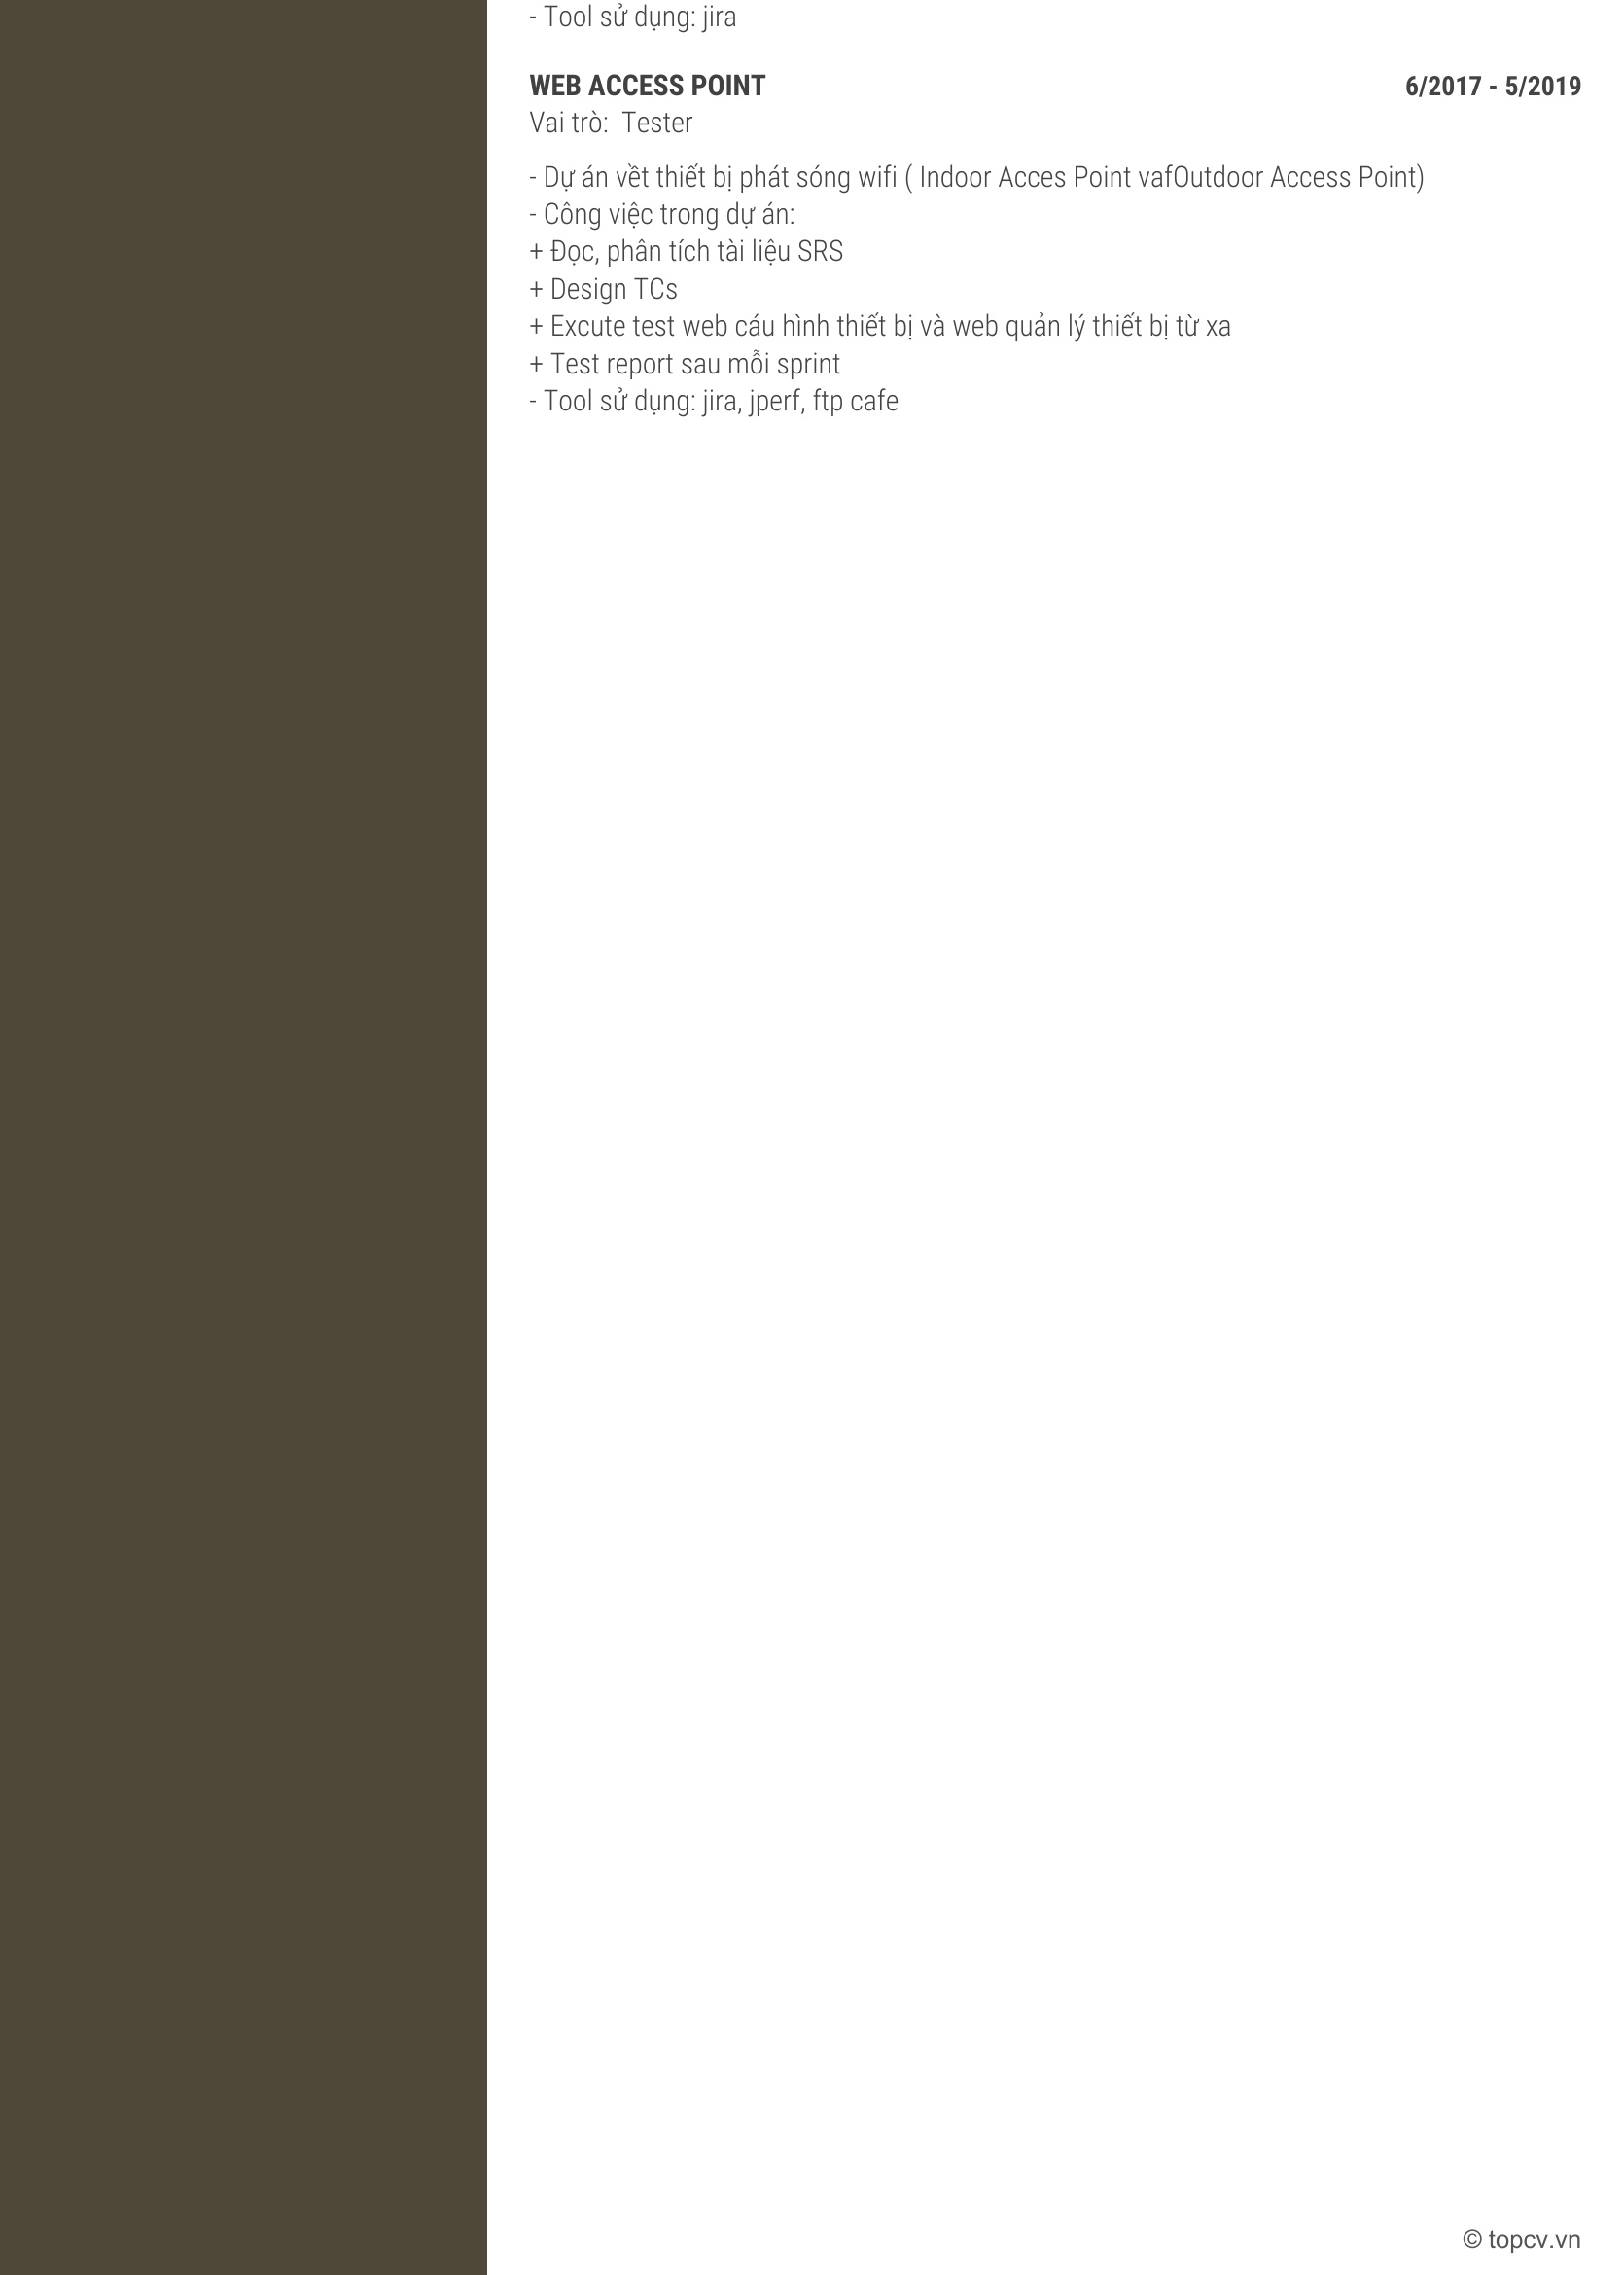 - Tool sử dụng: jira
WEB ACCESS POINT 6/2017 - 5/2019
Vai trò: Tester
- Dự án vềt thiết bị phát sóng wifi ( Indoor Acces Point vafOutdoor Access Point)
- Công việc trong dự án:
+ Đọc, phân tích tài liệu SRS
+ Design TCs
+ Excute test web cáu hình thiết bị và web quản lý thiết bị từ xa
+ Test report sau mỗi sprint
- Tool sử dụng: jira, jperf, ftp cafe
© topcv.vn